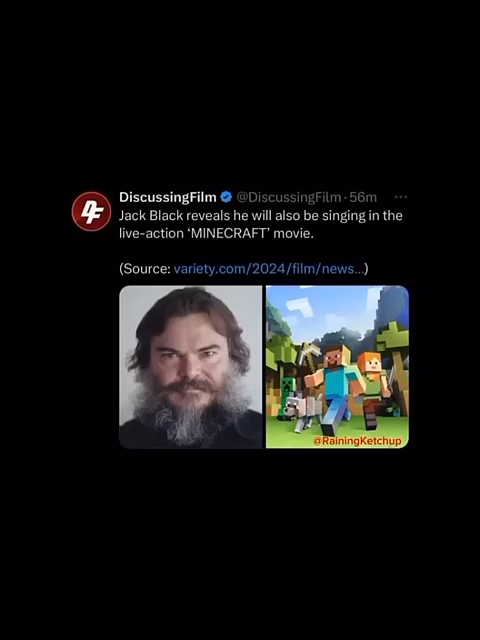 DF
DiscussingFilm @DiscussingFilm · 56m ...
Jack Black reveals he will also be singing in the
live-action ‘MINECRAFT’ movie.
(Source: variety.com/2024/film/news...)
@RainingKetchup